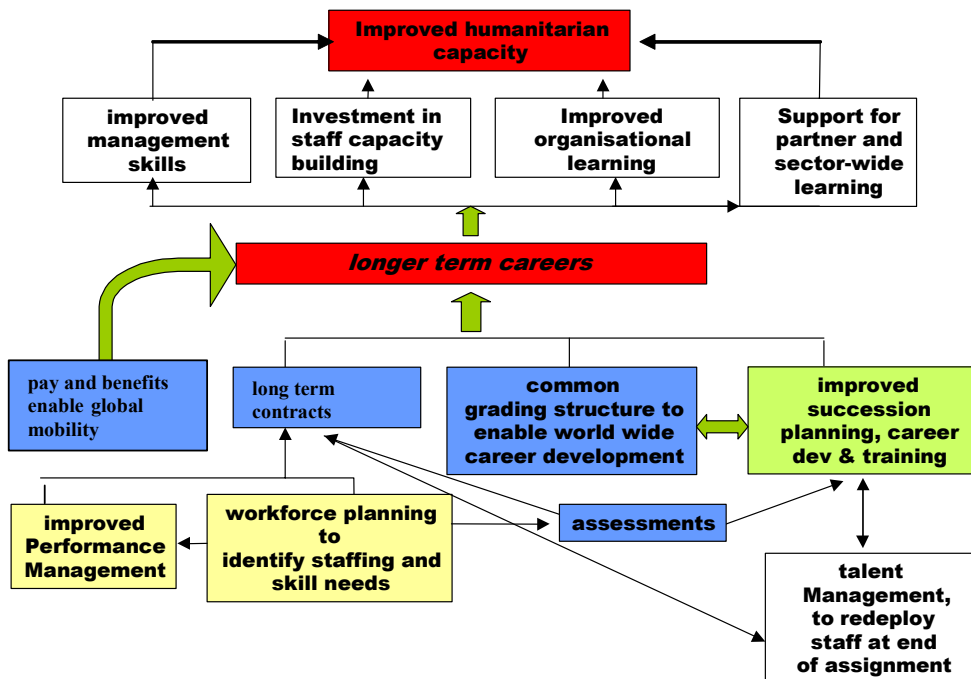 Improved humanitarian
capacity
improved
management
skills
Investment in
staff capacity
building
Improved
organisational
learning
Support for
partner and
sector-wide
learning
longer term careers
pay and benefits
enable global
mobility
long term
contracts
common
grading structure to
enable world wide
career development
improved
succession
planning, career
dev & training
improved
Performance
Management
workforce planning
to
identify staffing and
skill needs
assessments
talent
Management,
to redeploy
staff at end
of assignment